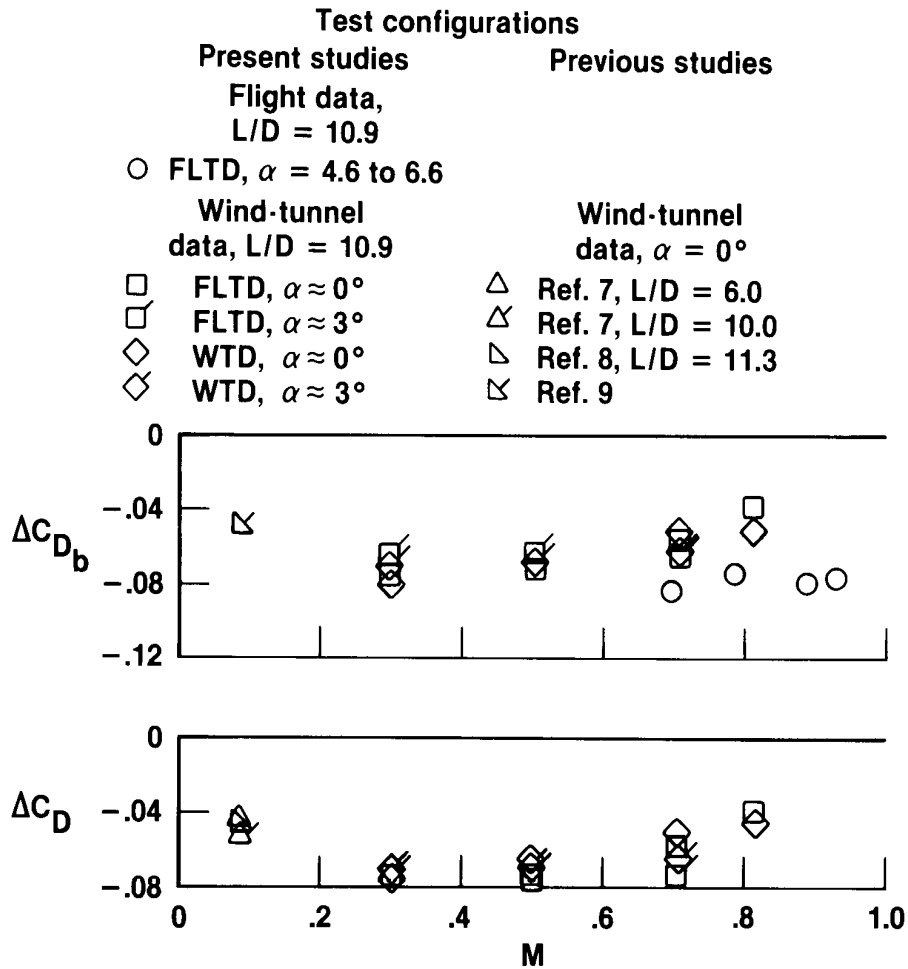 Test configurations
Present studies
Previous studies
Flight data,
L/D = 10.9
FLTD, α = 4.6 to 6.6
Wind-tunnel
data, L/D = 10.9
FLTD, α ≈ 0°
FLTD, α ≈ 3°
WTD, α ≈ 0°
WTD, α ≈ 3°
Wind-tunnel
data, α = 0°
Ref. 7, L/D = 6.0
Ref. 7, L/D = 10.0
Ref. 8, L/D = 11.3
Ref. 9
0
−.04
ΔC_{D_b}
−.08
−.12
0
ΔC_D
−.04
−.08
0 .2 .4 .6 .8 1.0
M